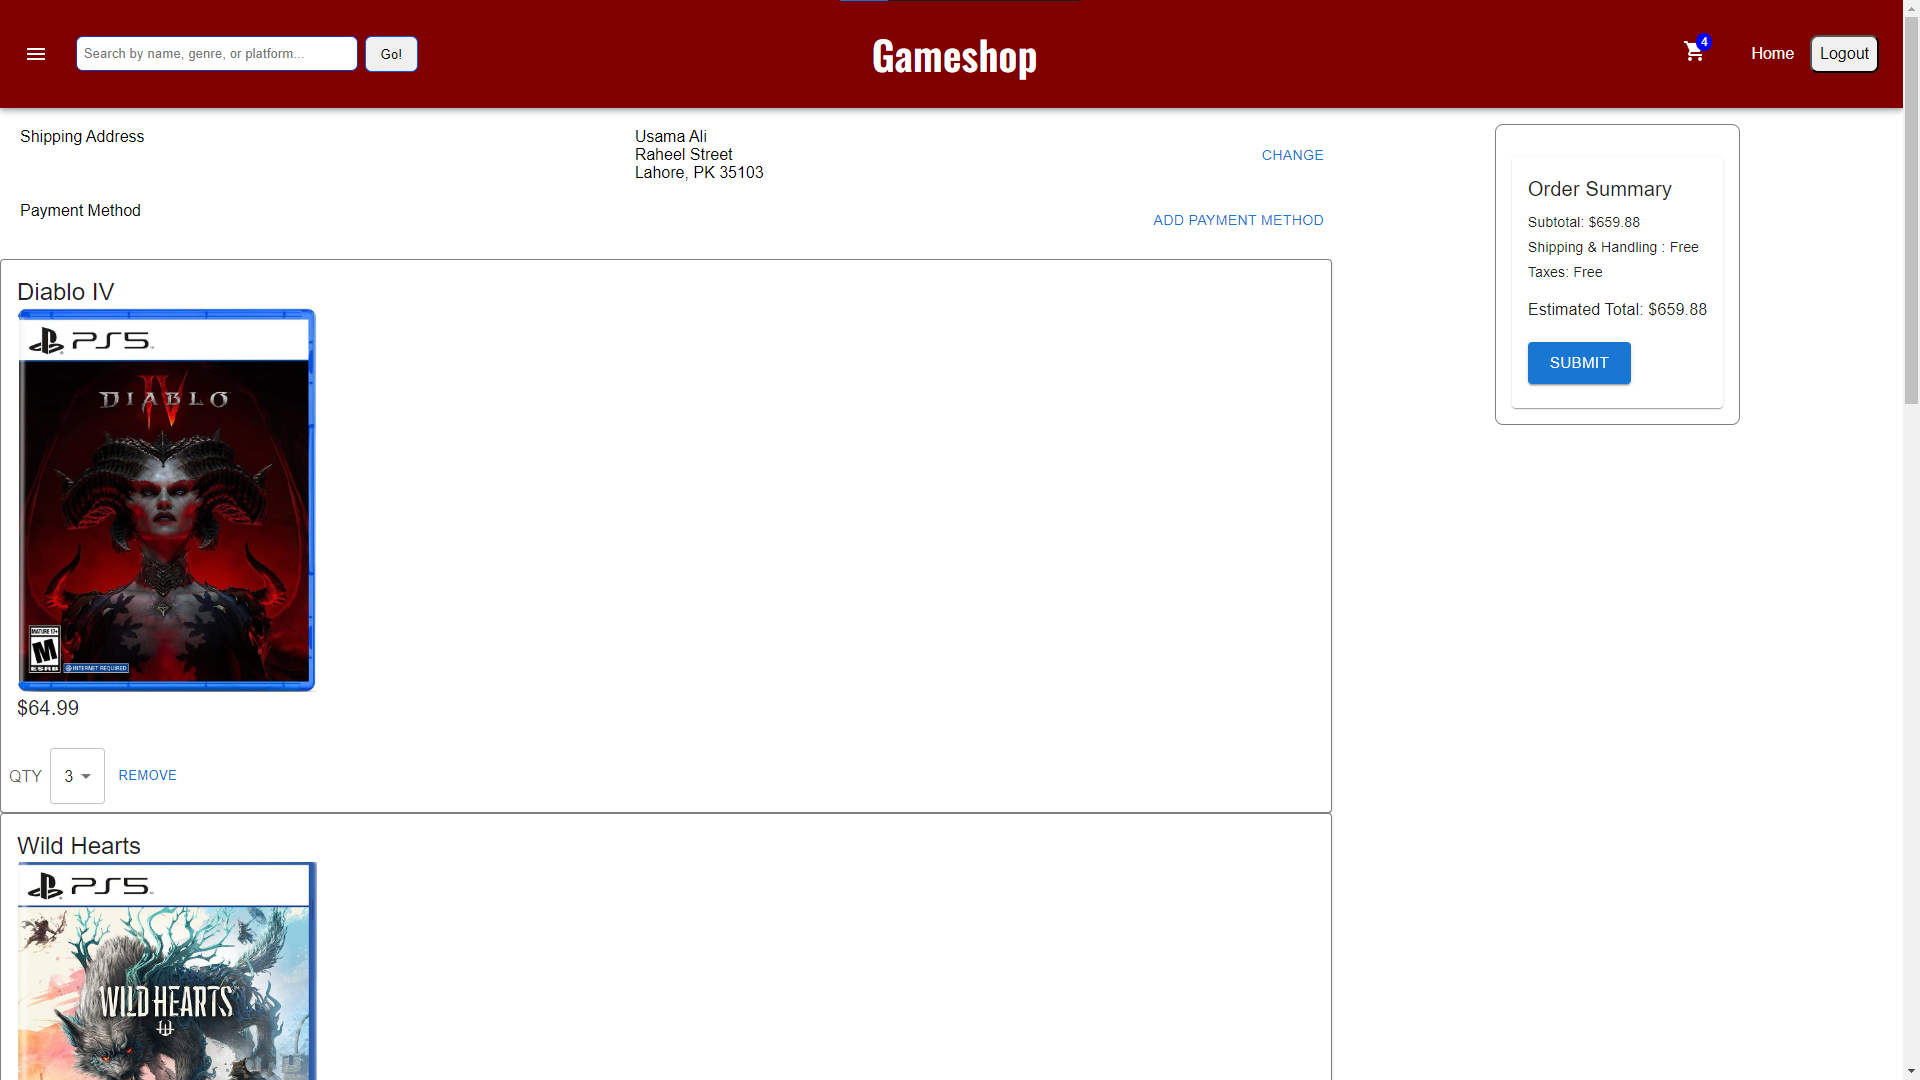 Search by name, genre, or platform...
Go!
Gameshop
4
Home
Logout
Shipping Address
Usama Ali
Raheel Street
Lahore, PK 35103
CHANGE
Payment Method
ADD PAYMENT METHOD
Order Summary
Subtotal: $659.88
Shipping & Handling : Free
Taxes: Free
Estimated Total: $659.88
SUBMIT
Diablo IV
PS5
DIABLO
IV
MATURE 17+
M
ESRB
INTERNET REQUIRED
$64.99
QTY
3
REMOVE
Wild Hearts
PS5
WILD HEARTS